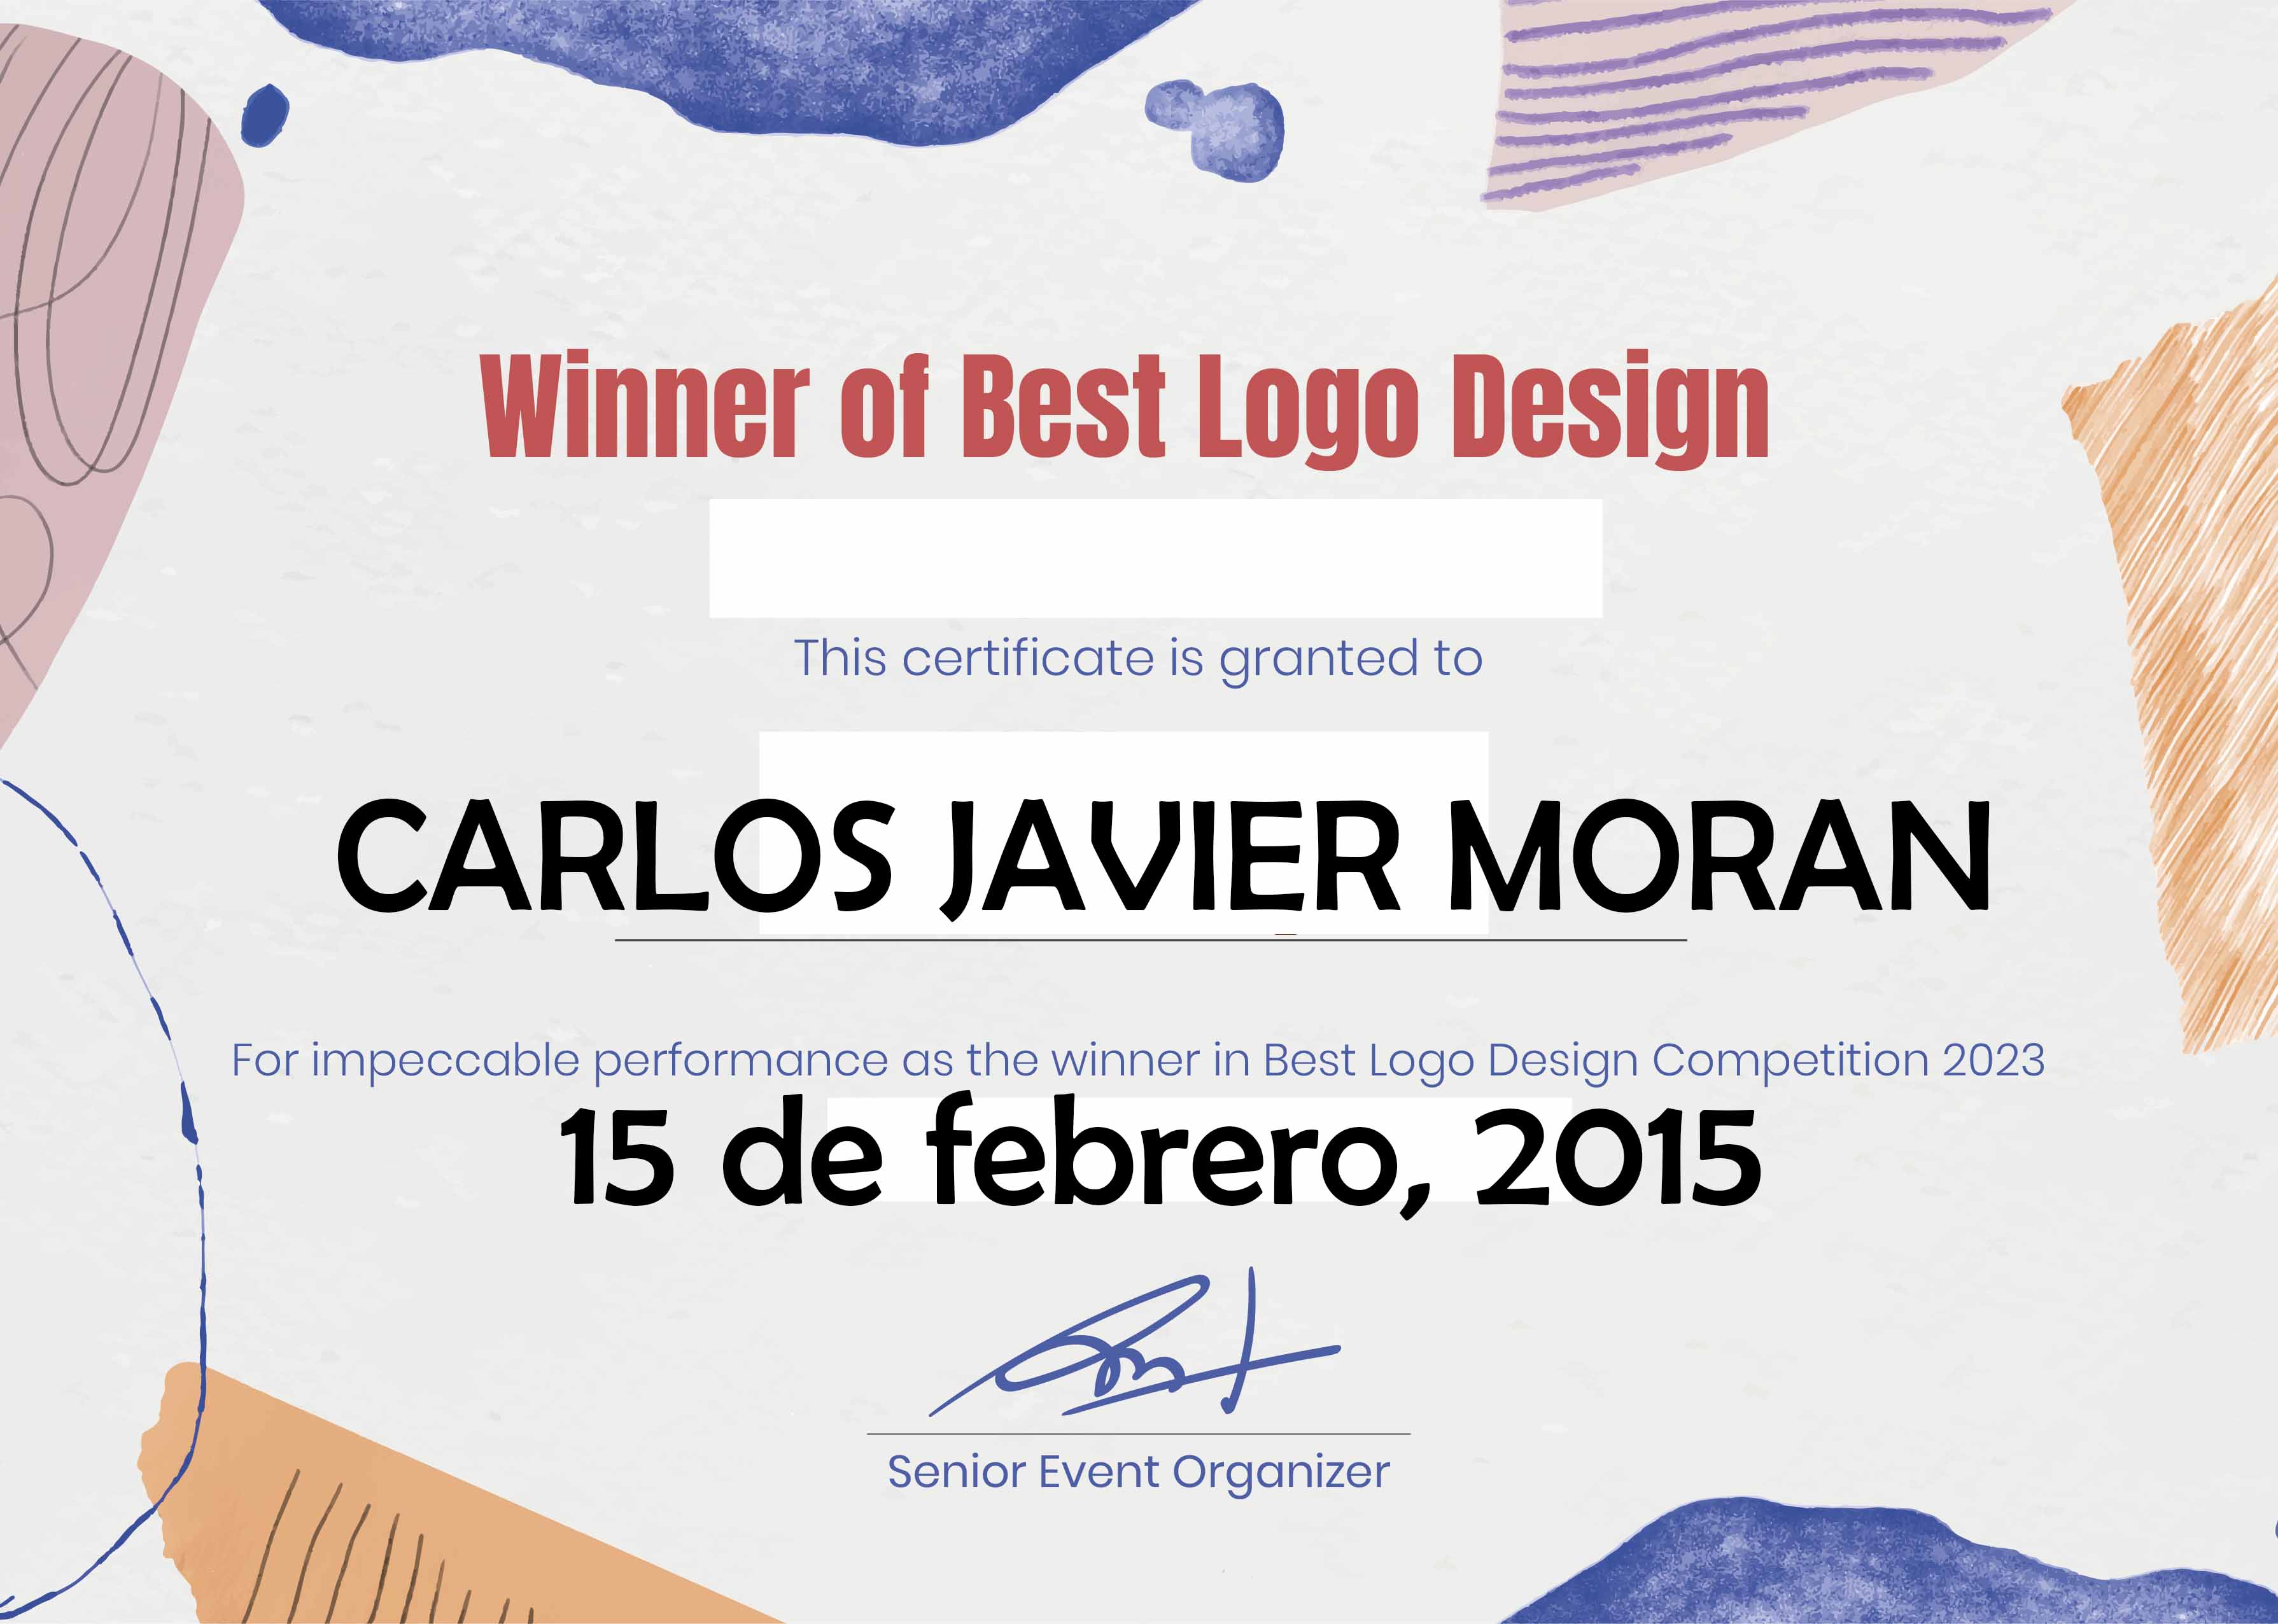 Winner of Best Logo Design
This certificate is granted to
CARLOS JAVIER MORAN
For impeccable performance as the winner in Best Logo Design Competition 2023
15 de febrero, 2015
Senior Event Organizer